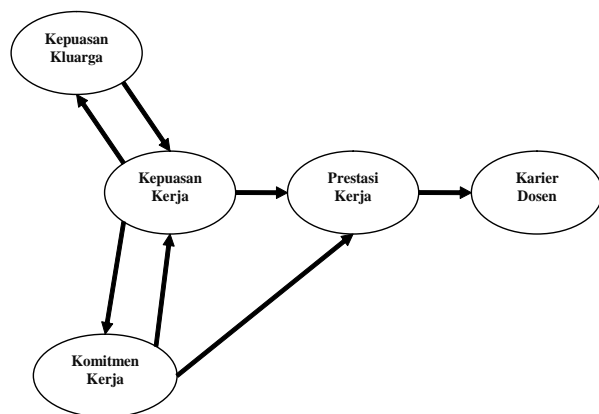 Kepuasan
Kluarga
Kepuasan
Kerja
Prestasi
Kerja
Karier
Dosen
Komitmen
Kerja